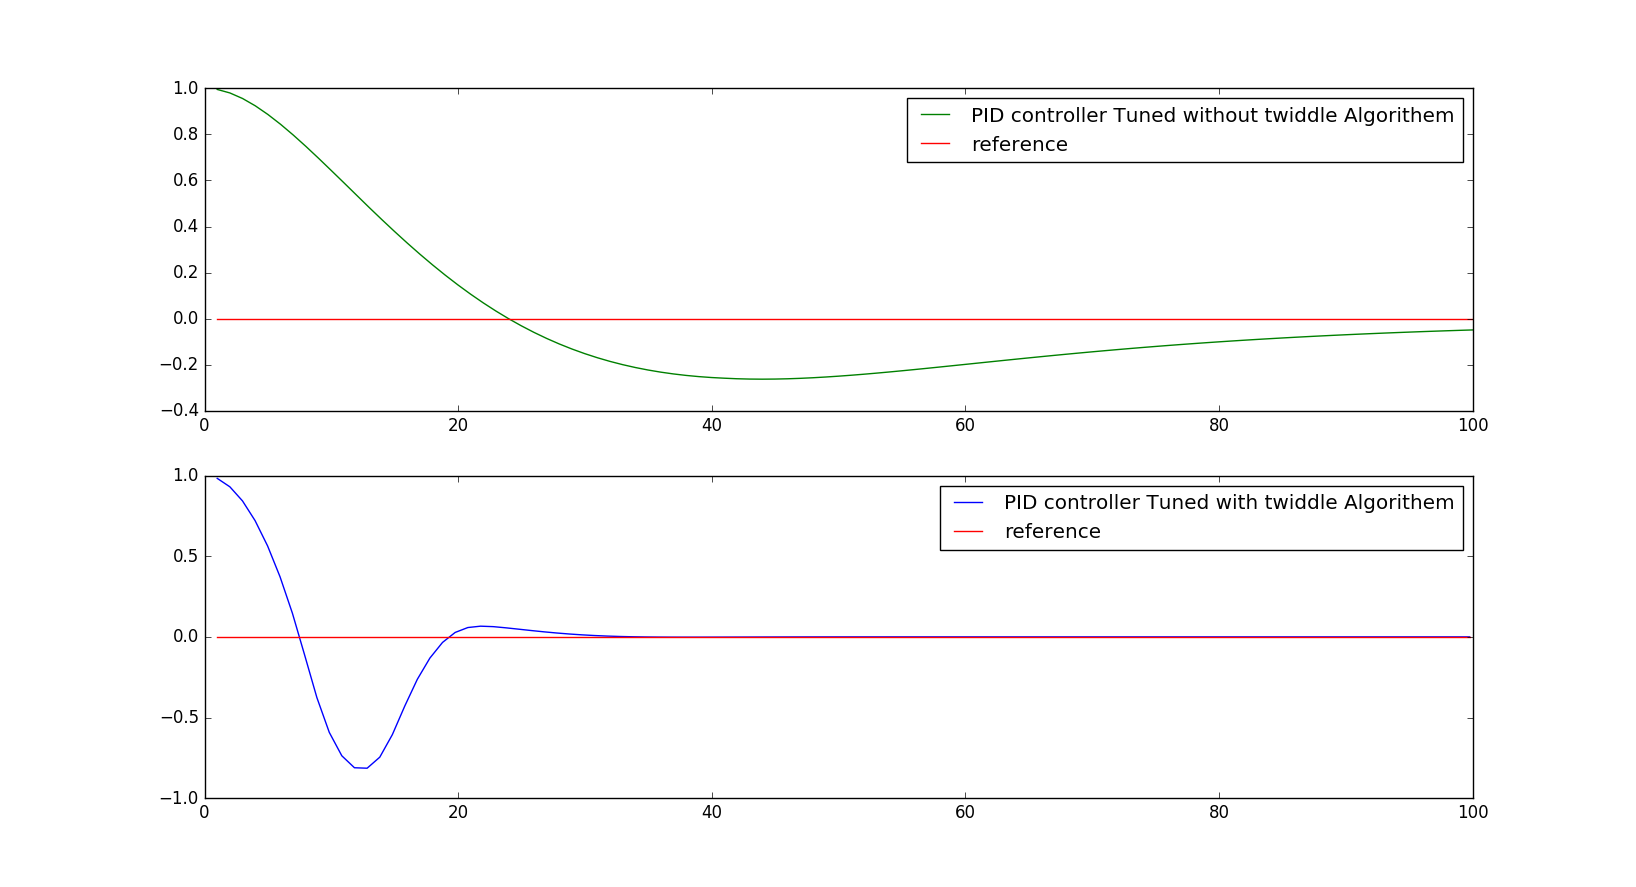 1.0
0.8
0.6
0.4
0.2
0.0
−0.2
−0.4
0 20 40 60 80 100
PID controller Tuned without twiddle Algorithem
reference
1.0
0.5
0.0
−0.5
−1.0
0 20 40 60 80 100
PID controller Tuned with twiddle Algorithem
reference